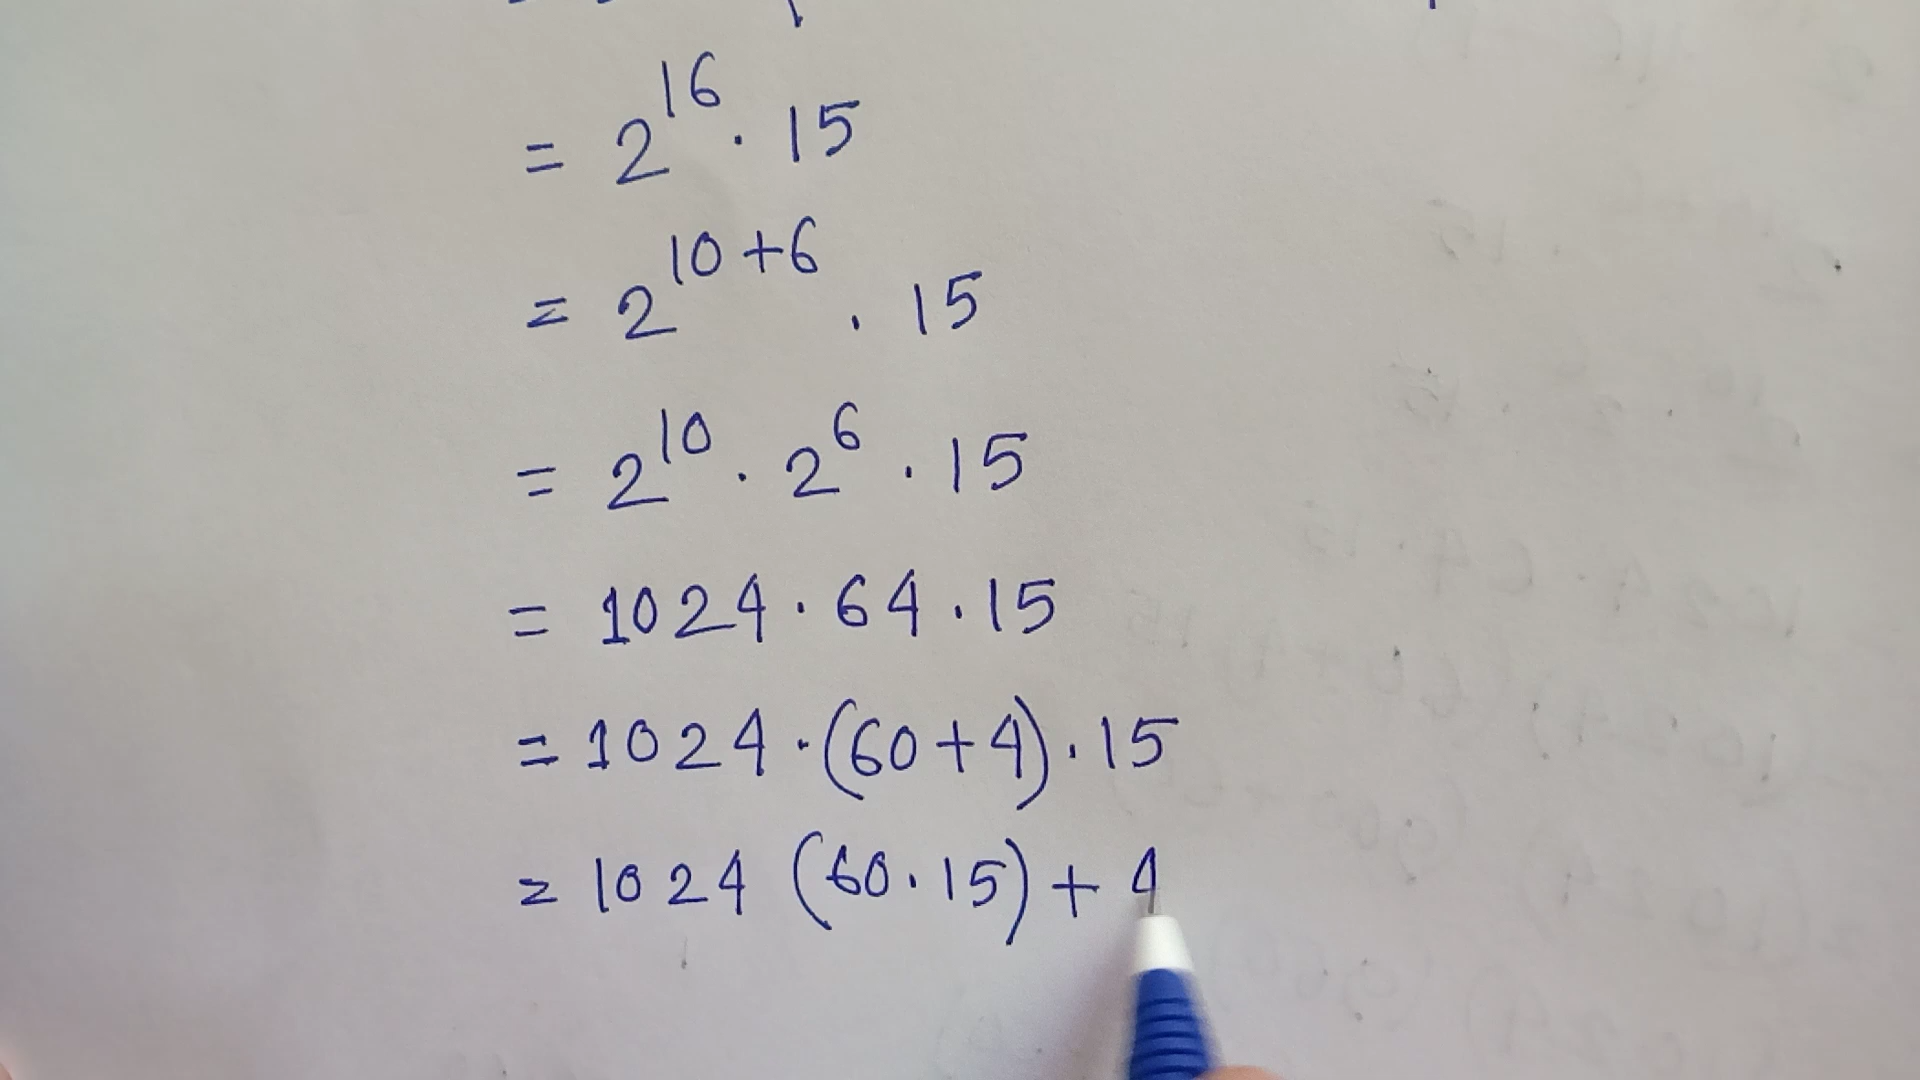 = 2^16 · 15
= 2^10+6 · 15
= 2^10 · 2^6 · 15
= 1024 · 64 · 15
= 1024 · (60+4) · 15
= 1024 (60 · 15) + 4